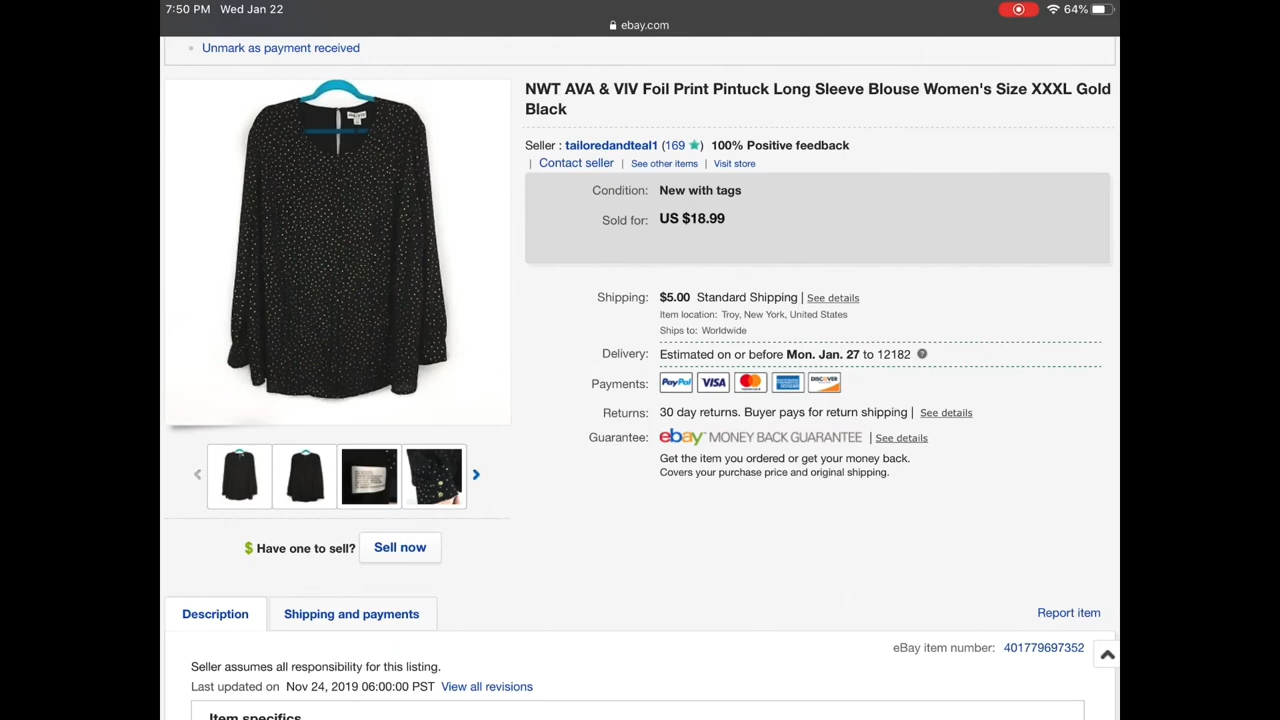 7:50 PM Wed Jan 22
64%
ebay.com
Unmark as payment received
NWT AVA & VIV Foil Print Pintuck Long Sleeve Blouse Women's Size XXXL Gold
Black
Seller : tailoredandteal1 (169 ) 100% Positive feedback
| Contact seller | See other items | Visit store
Condition: New with tags
Sold for: US $18.99
Shipping: $5.00 Standard Shipping | See details
Item location: Troy, New York, United States
Ships to: Worldwide
Delivery: Estimated on or before Mon. Jan. 27 to 12182 ?
Payments: PayPal VISA DISCOVER
Returns: 30 day returns. Buyer pays for return shipping | See details
Guarantee: ebay MONEY BACK GUARANTEE | See details
Get the item you ordered or get your money back.
Covers your purchase price and original shipping.
$ Have one to sell? Sell now
Description Shipping and payments
Report item
eBay item number: 401779697352
Seller assumes all responsibility for this listing.
Last updated on Nov 24, 2019 06:00:00 PST View all revisions
Item specifics